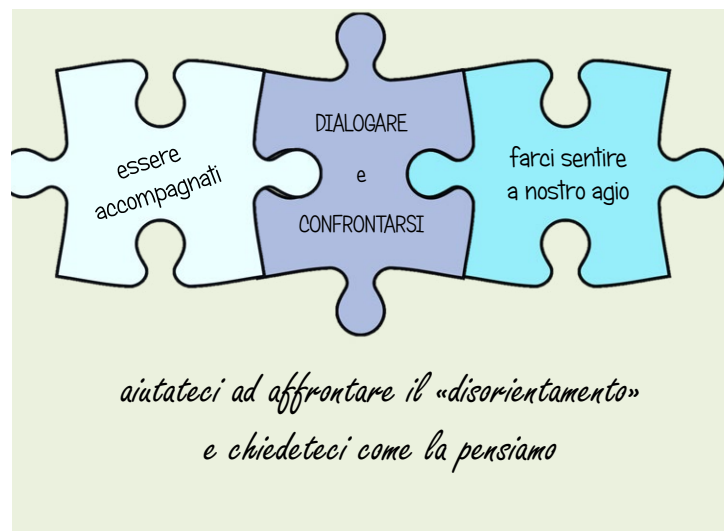 essere
accompagnati
DIALOGARE
e
CONFRONTARSI
farci sentire
a nostro agio
aiutateci ad affrontare il «disorientamento»
e chiedeteci come la pensiamo